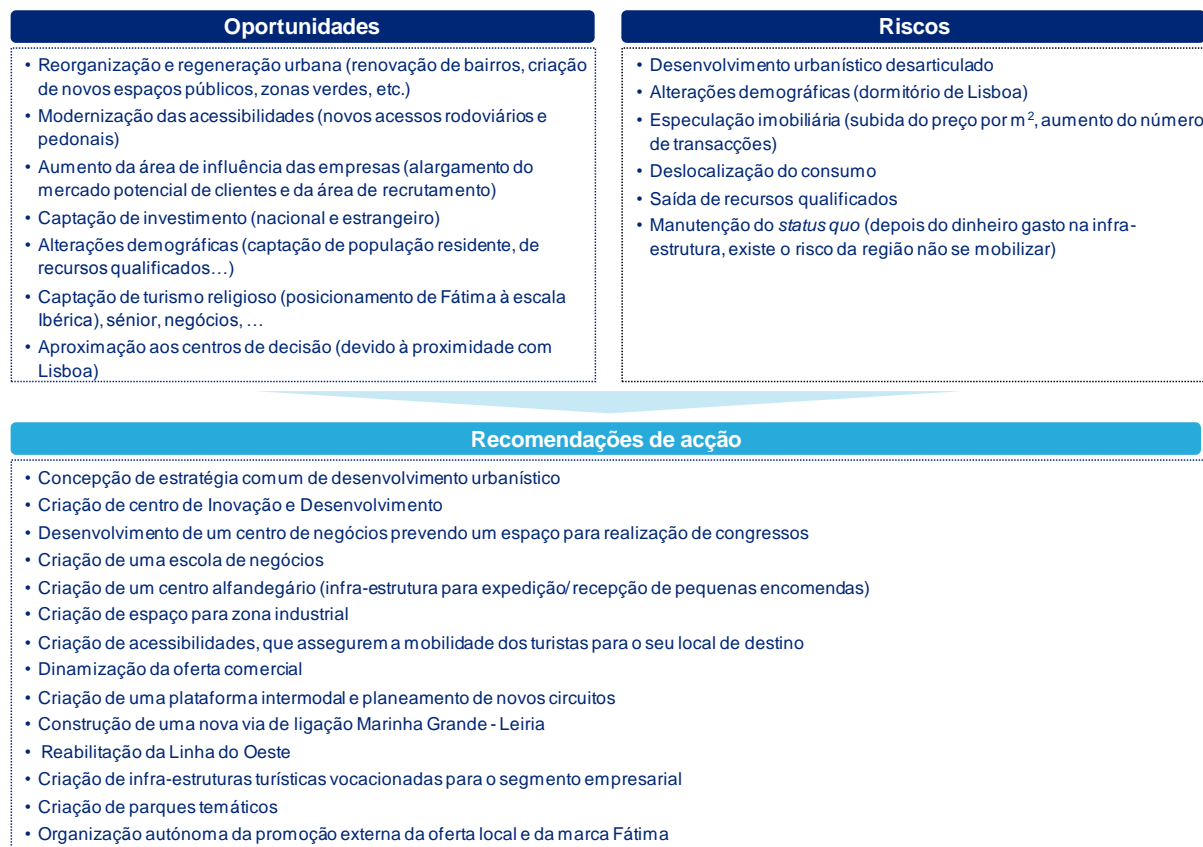 Oportunidades
• Reorganização e regeneração urbana (renovação de bairros, criação
de novos espaços públicos, zonas verdes, etc.)
• Modernização das acessibilidades (novos acessos rodoviários e
pedonais)
• Aumento da área de influência das empresas (alargamento do
mercado potencial de clientes e da área de recrutamento)
• Captação de investimento (nacional e estrangeiro)
• Alterações demográficas (captação de população residente, de
recursos qualificados…)
• Captação de turismo religioso (posicionamento de Fátima à escala
Ibérica), sénior, negócios, …
• Aproximação aos centros de decisão (devido à proximidade com
Lisboa)
Riscos
• Desenvolvimento urbanístico desarticulado
• Alterações demográficas (dormitório de Lisboa)
• Especulação imobiliária (subida do preço por m², aumento do número
de transacções)
• Deslocalização do consumo
• Saída de recursos qualificados
• Manutenção do status quo (depois do dinheiro gasto na infra-
estrutura, existe o risco da região não se mobilizar)
Recomendações de acção
• Concepção de estratégia comum de desenvolvimento urbanístico
• Criação de centro de Inovação e Desenvolvimento
• Desenvolvimento de um centro de negócios prevendo um espaço para realização de congressos
• Criação de uma escola de negócios
• Criação de um centro alfandegário (infra-estrutura para expedição/recepção de pequenas encomendas)
• Criação de espaço para zona industrial
• Criação de acessibilidades, que assegurem a mobilidade dos turistas para o seu local de destino
• Dinamização da oferta comercial
• Criação de uma plataforma intermodal e planeamento de novos circuitos
• Construção de uma nova via de ligação Marinha Grande - Leiria
• Reabilitação da Linha do Oeste
• Criação de infra-estruturas turísticas vocacionadas para o segmento empresarial
• Criação de parques temáticos
• Organização autónoma da promoção externa da oferta local e da marca Fátima